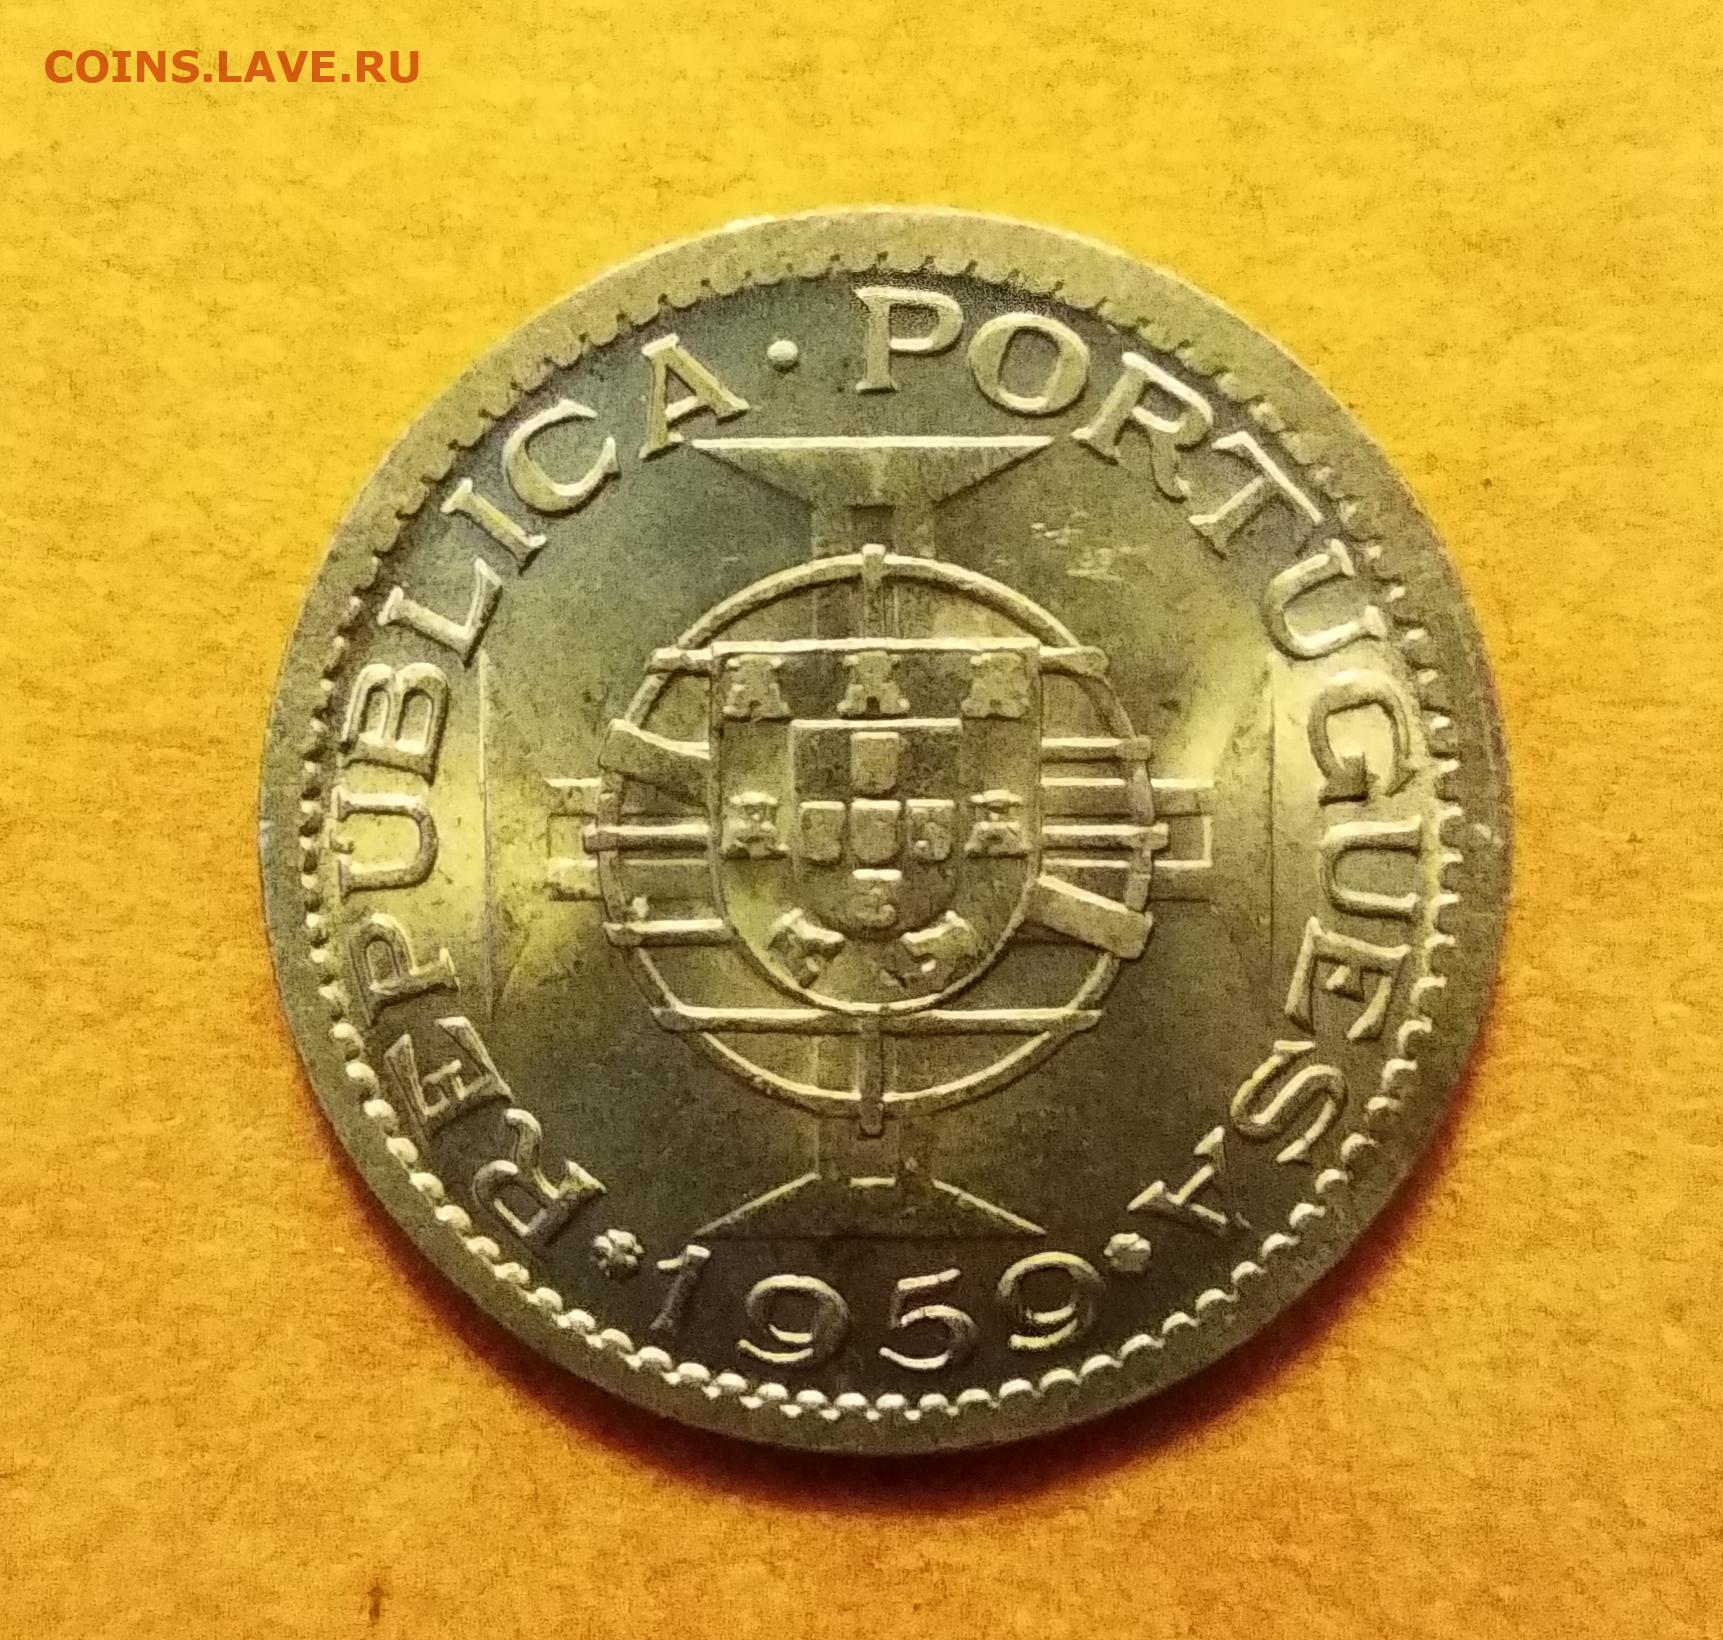 COINS.LAVE.RU
REPUBLICA · PORTUGUESA
· 1959 ·